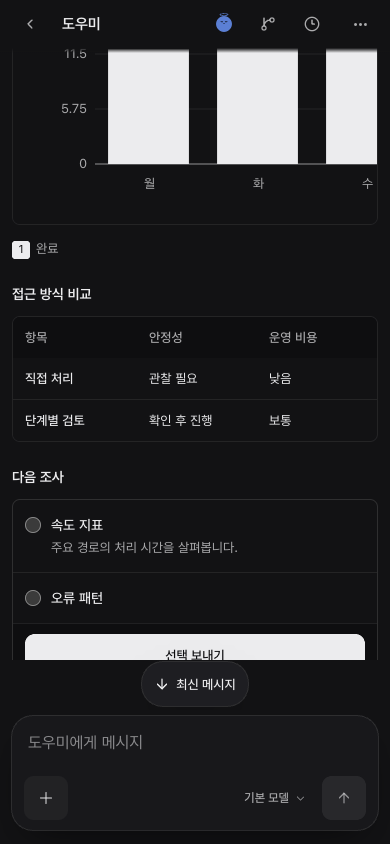 도우미
11.5
5.75
0
월
화
수
1 완료
접근 방식 비교
항목 안정성 운영 비용
직접 처리 관찰 필요 낮음
단계별 검토 확인 후 진행 보통
다음 조사
속도 지표
주요 경로의 처리 시간을 살펴봅니다.
오류 패턴
선택 보내기
최신 메시지
도우미에게 메시지
기본 모델